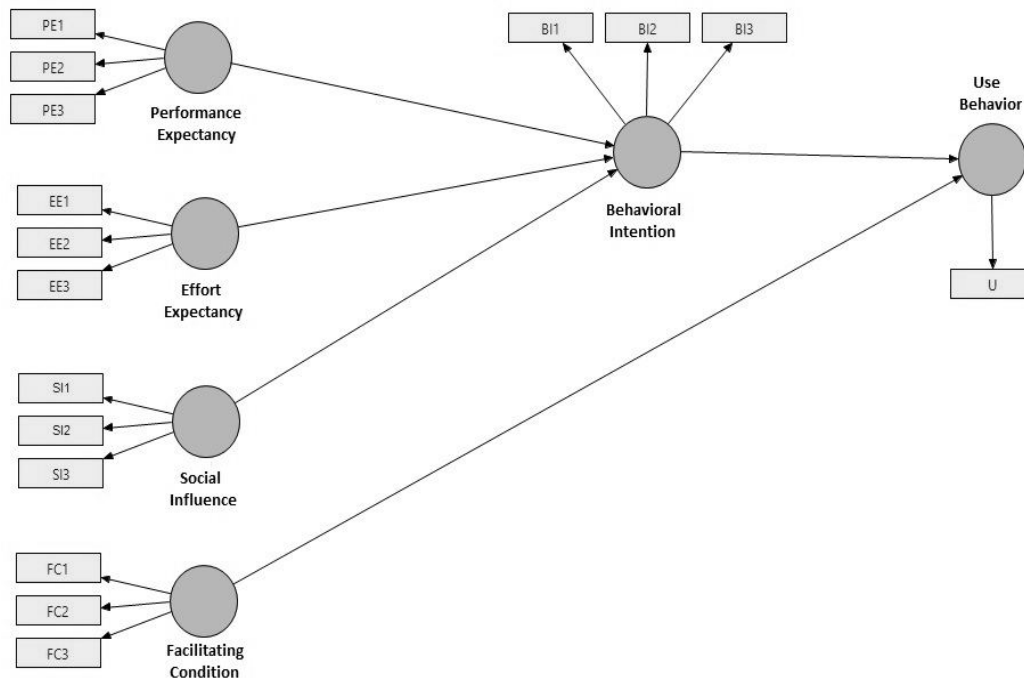 PE1
PE2
PE3
Performance
Expectancy
BI1
BI2
BI3
Use
Behavior
EE1
EE2
EE3
Effort
Expectancy
Behavioral
Intention
U
SI1
SI2
SI3
Social
Influence
FC1
FC2
FC3
Facilitating
Condition